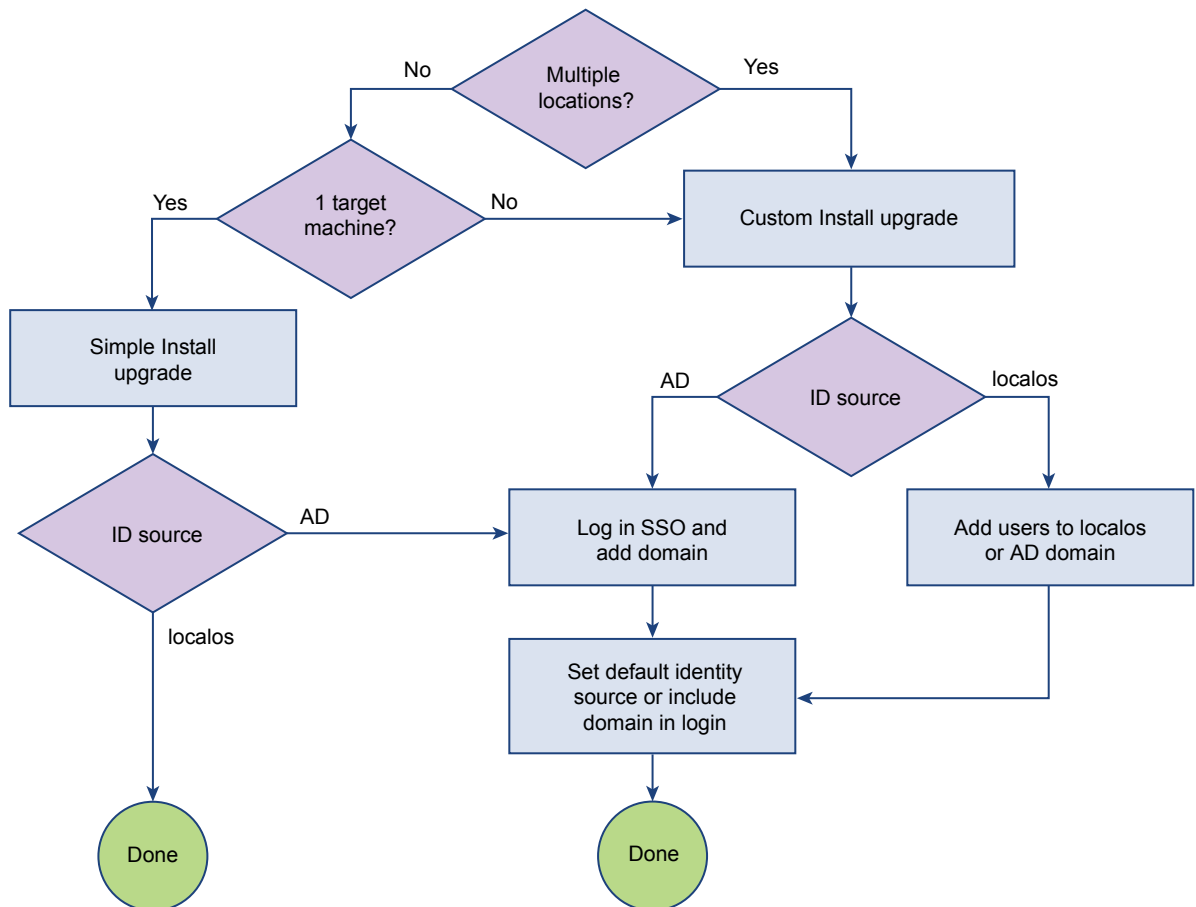 No
Multiple
locations?
Yes
Yes
1 target
machine?
No
Custom Install upgrade
Simple Install
upgrade
AD
ID source
localos
ID source
AD
Log in SSO and
add domain
Add users to localos
or AD domain
localos
Set default identity
source or include
domain in login
Done
Done